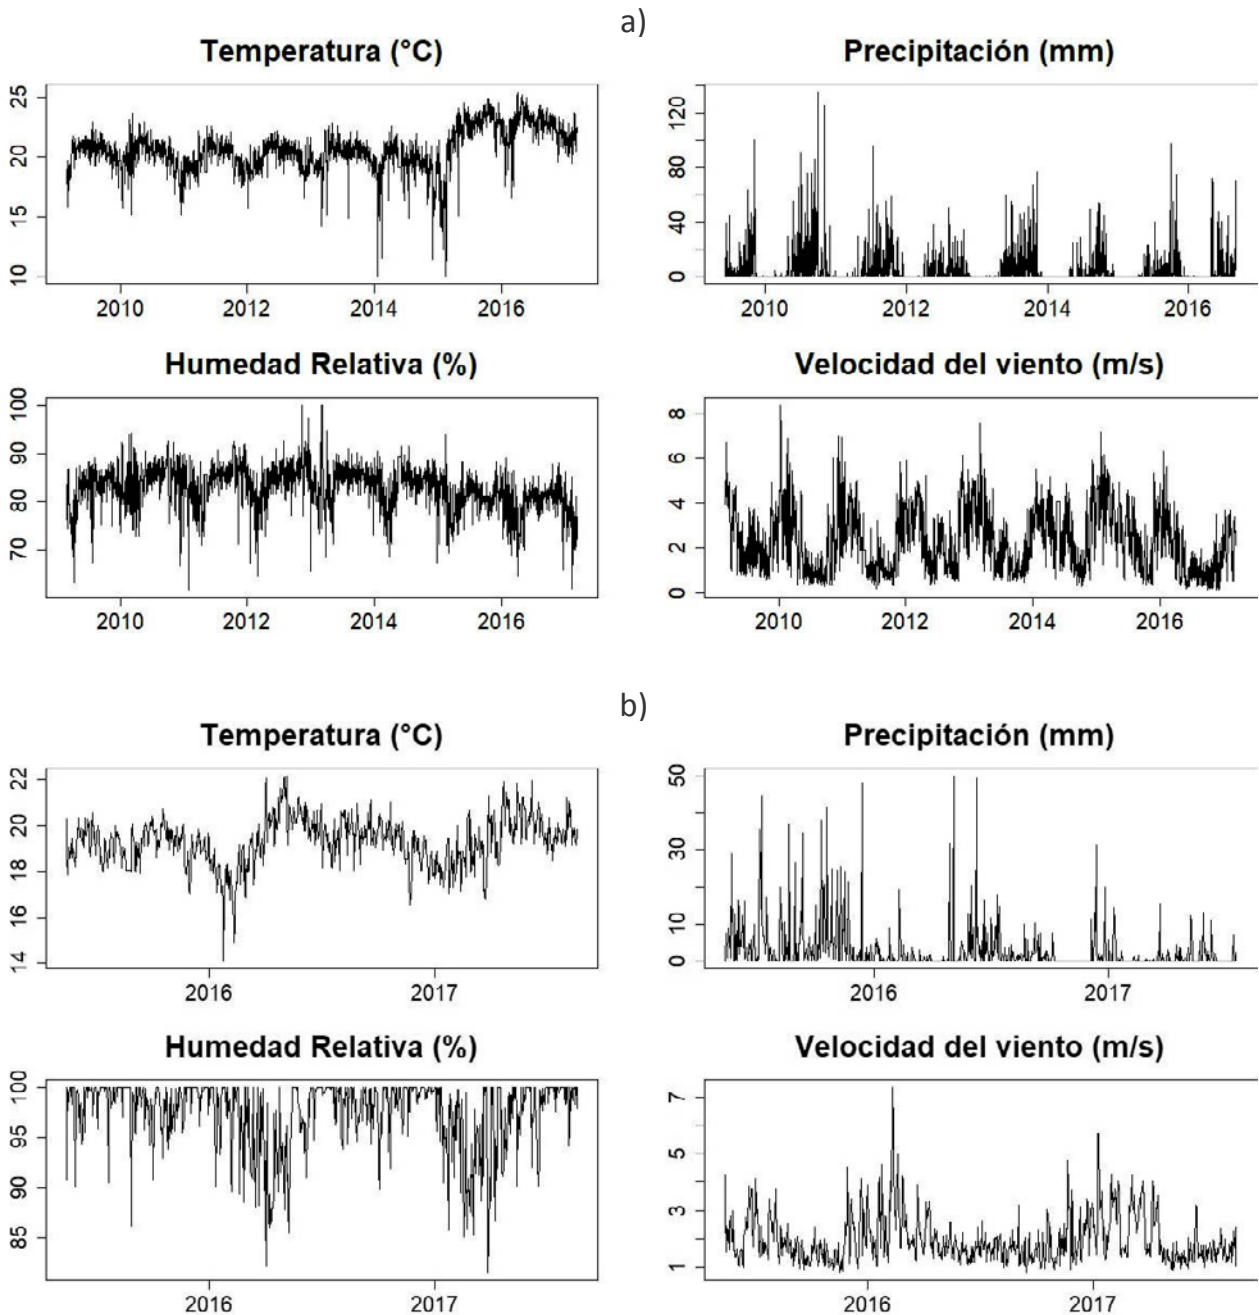 a)
Temperatura (°C)
Precipitación (mm)
25
20
15
10
2010 2012 2014 2016
120
80
40
0
2010 2012 2014 2016
Humedad Relativa (%)
Velocidad del viento (m/s)
100
90
80
70
2010 2012 2014 2016
8
6
4
2
0
2010 2012 2014 2016
b)
Temperatura (°C)
Precipitación (mm)
22
20
18
16
14
2016 2017
50
30
10
0
2016 2017
Humedad Relativa (%)
Velocidad del viento (m/s)
100
95
90
85
2016 2017
7
5
3
1
2016 2017